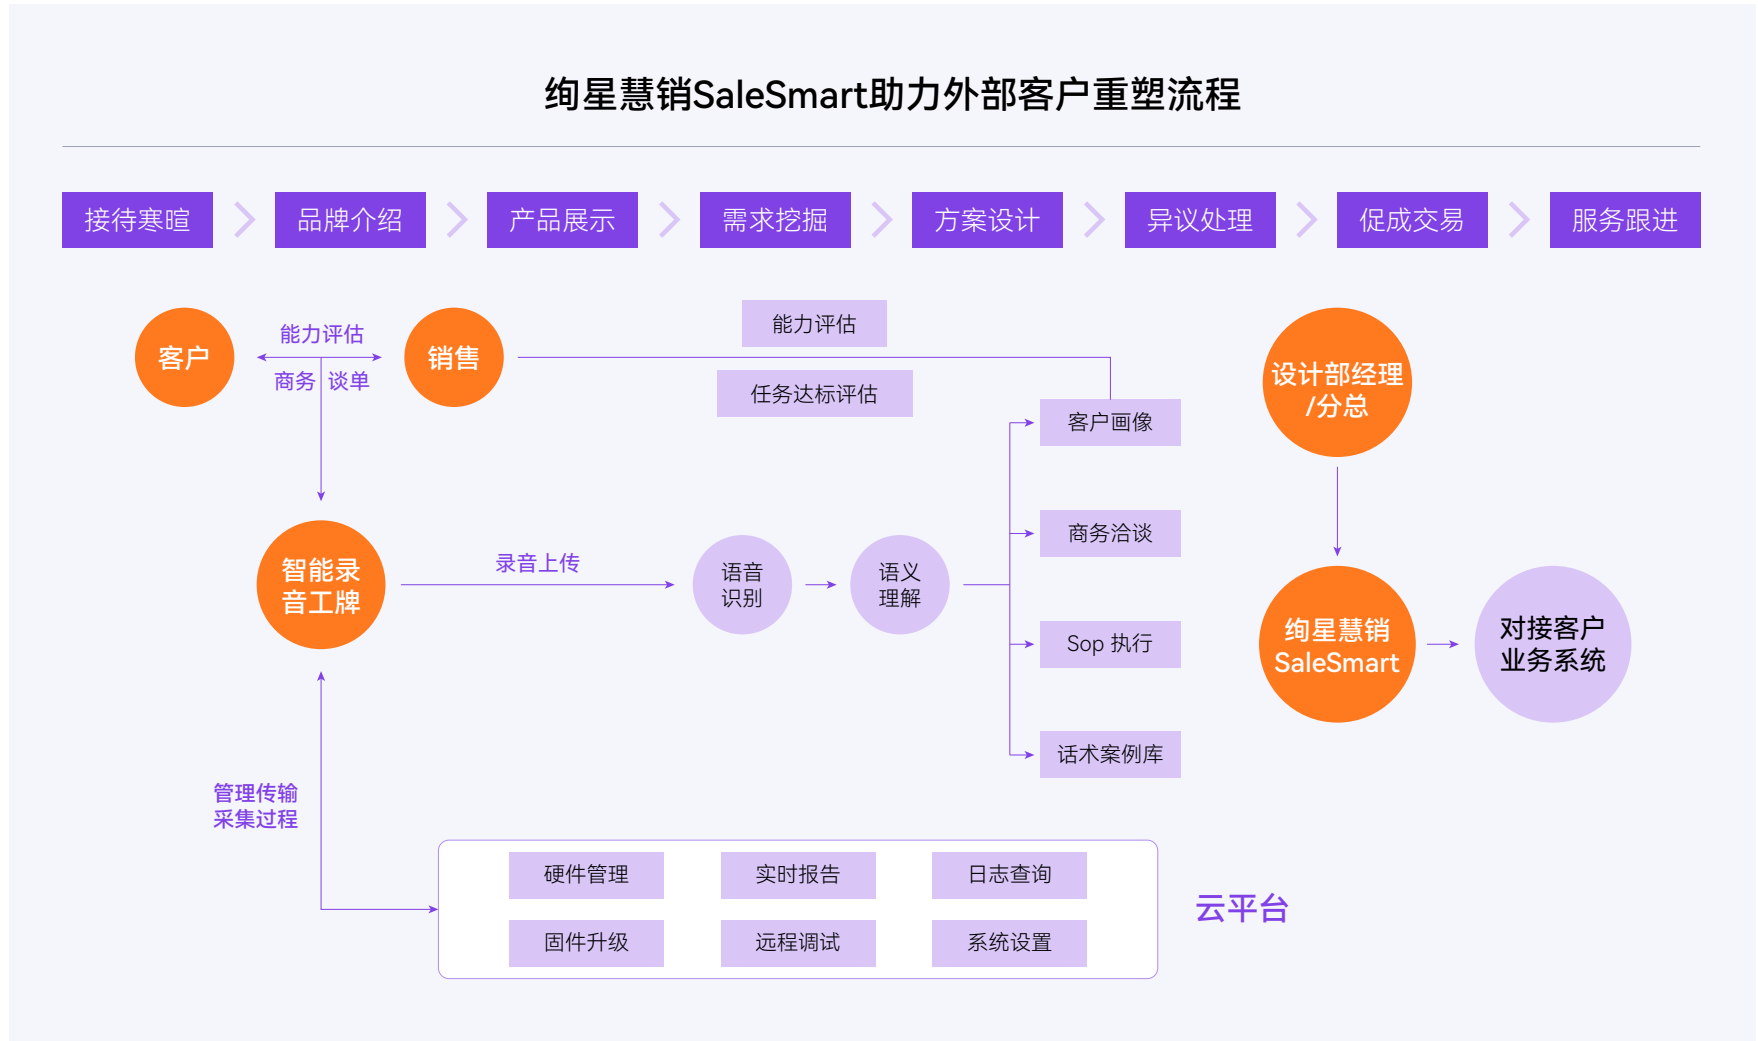 绚星慧销SaleSmart助力外部客户重塑流程
接待寒暄
品牌介绍
产品展示
需求挖掘
方案设计
异议处理
促成交易
服务跟进
客户
能力评估
商务 谈单
销售
能力评估
任务达标评估
客户画像
商务洽谈
Sop 执行
话术案例库
设计部经理
/分总
智能录
音工牌
录音上传
语音
识别
语义
理解
绚星慧销
SaleSmart
对接客户
业务系统
管理传输
采集过程
硬件管理
实时报告
日志查询
固件升级
远程调试
系统设置
云平台